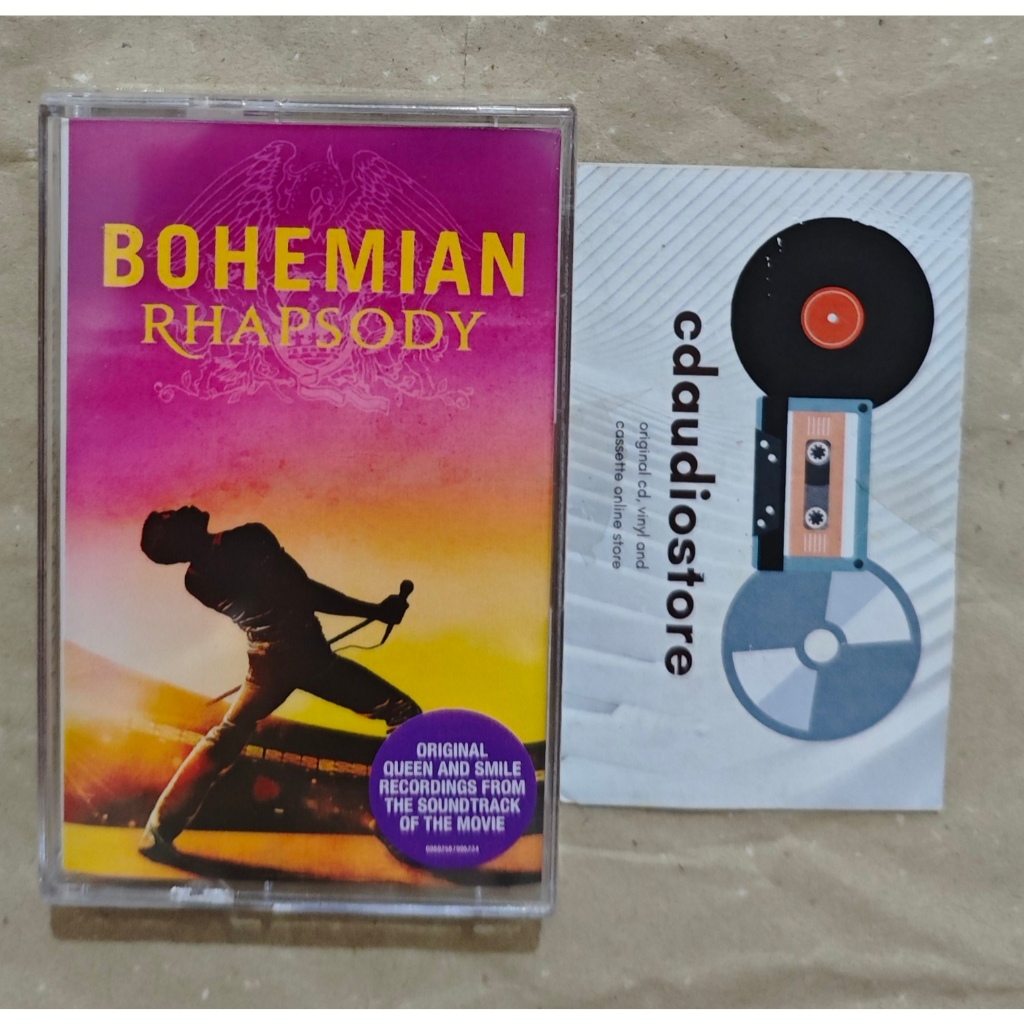 BOHEMIAN
RHAPSODY
ORIGINAL
QUEEN AND SMILE
RECORDINGS FROM
THE SOUNDTRACK
OF THE MOVIE
cdaudiostore
original cd, vinyl and
cassette online store